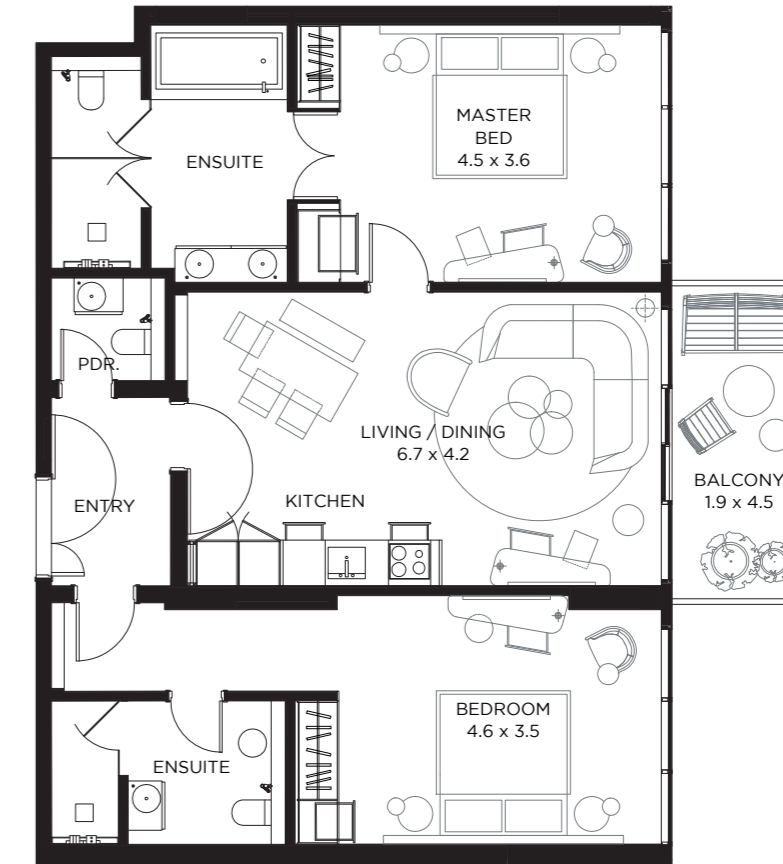 MASTER
BED
4.5 x 3.6
ENSUITE
PDR.
LIVING / DINING
6.7 x 4.2
BALCONY
1.9 x 4.5
KITCHEN
ENTRY
BEDROOM
4.6 x 3.5
ENSUITE